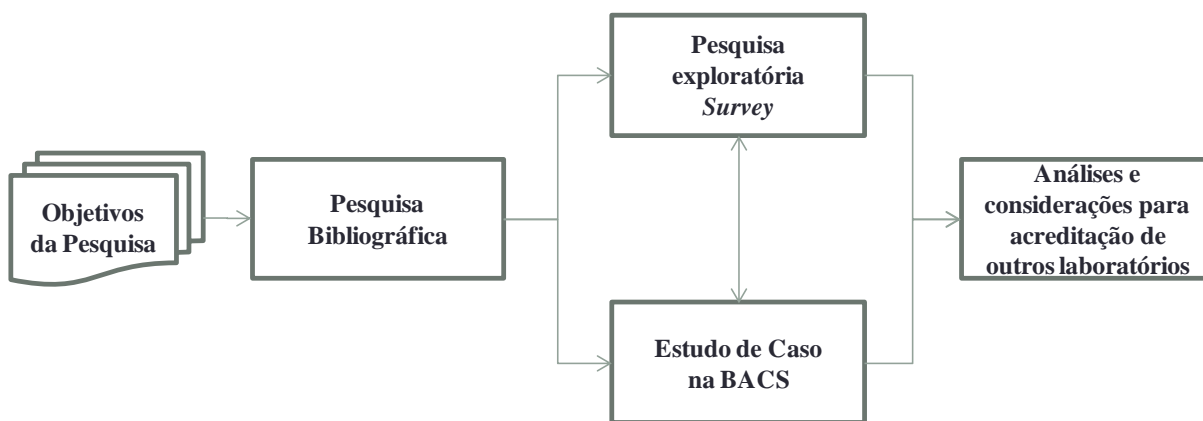 Objetivos
da Pesquisa
Pesquisa
Bibliográfica
Pesquisa
exploratória
Survey
Estudo de Caso
na BACS
Análises e
considerações para
acreditação de
outros laboratórios